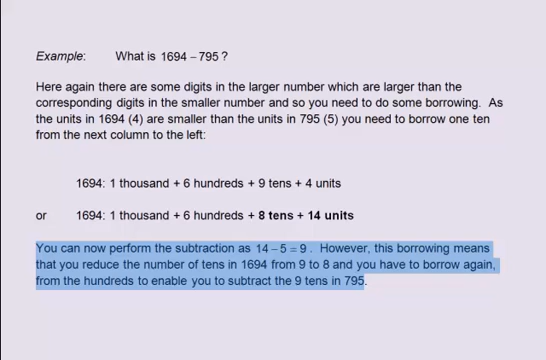 Example: What is 1694 – 795 ?
Here again there are some digits in the larger number which are larger than the
corresponding digits in the smaller number and so you need to do some borrowing. As
the units in 1694 (4) are smaller than the units in 795 (5) you need to borrow one ten
from the next column to the left:
1694: 1 thousand + 6 hundreds + 9 tens + 4 units
or 1694: 1 thousand + 6 hundreds + 8 tens + 14 units
You can now perform the subtraction as 14 – 5 = 9 . However, this borrowing means
that you reduce the number of tens in 1694 from 9 to 8 and you have to borrow again,
from the hundreds to enable you to subtract the 9 tens in 795.